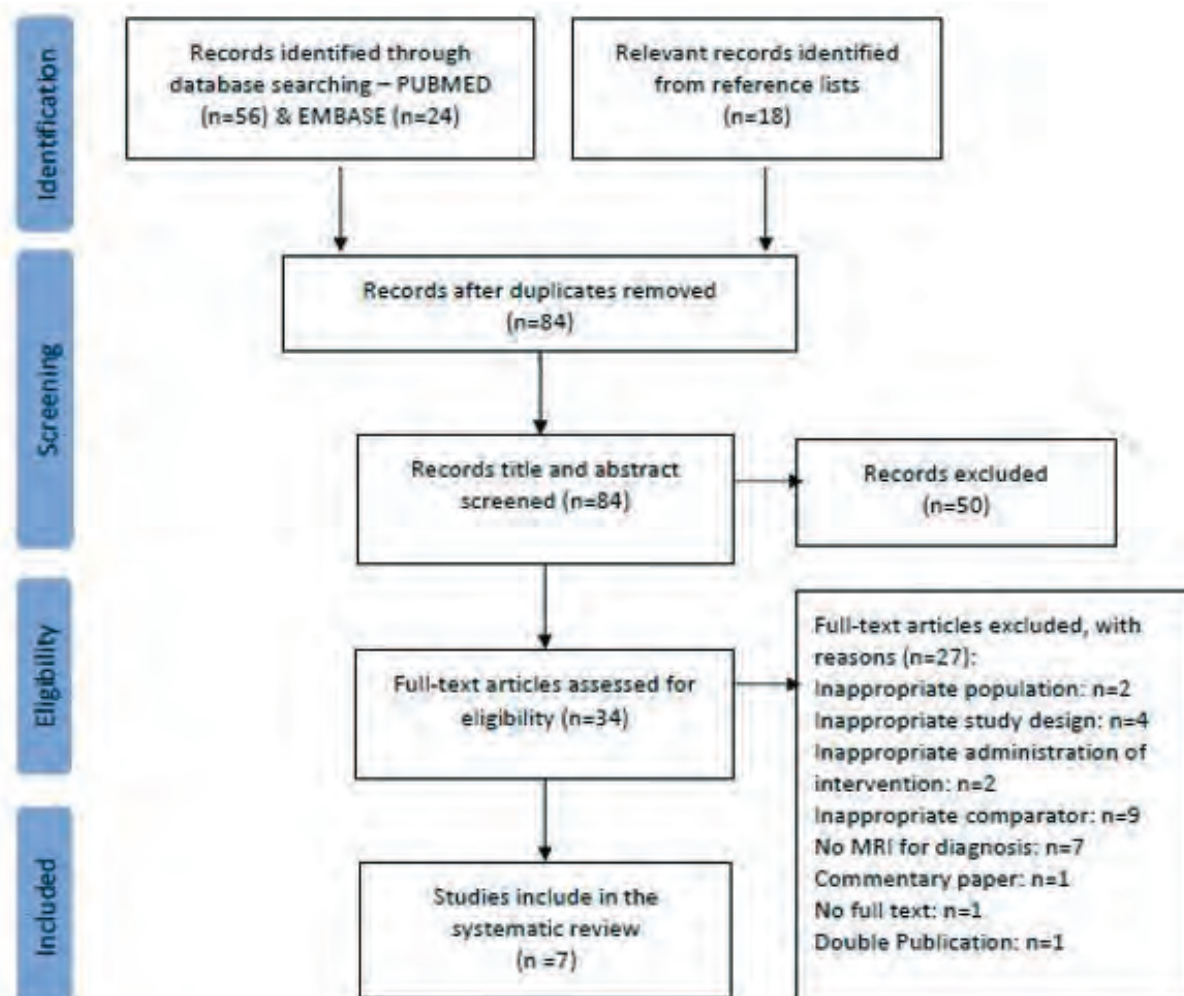 Identification
Records identified through
database searching – PUBMED
(n=56) & EMBASE (n=24)
Relevant records identified
from reference lists
(n=18)
Screening
Records after duplicates removed
(n=84)
Records title and abstract
screened (n=84)
Records excluded
(n=50)
Eligibility
Full-text articles assessed for
eligibility (n=34)
Full-text articles excluded, with
reasons (n=27):
Inappropriate population: n=2
Inappropriate study design: n=4
Inappropriate administration of
intervention: n=2
Inappropriate comparator: n=9
No MRI for diagnosis: n=7
Commentary paper: n=1
No full text: n=1
Double Publication: n=1
Included
Studies include in the
systematic review
(n =7)